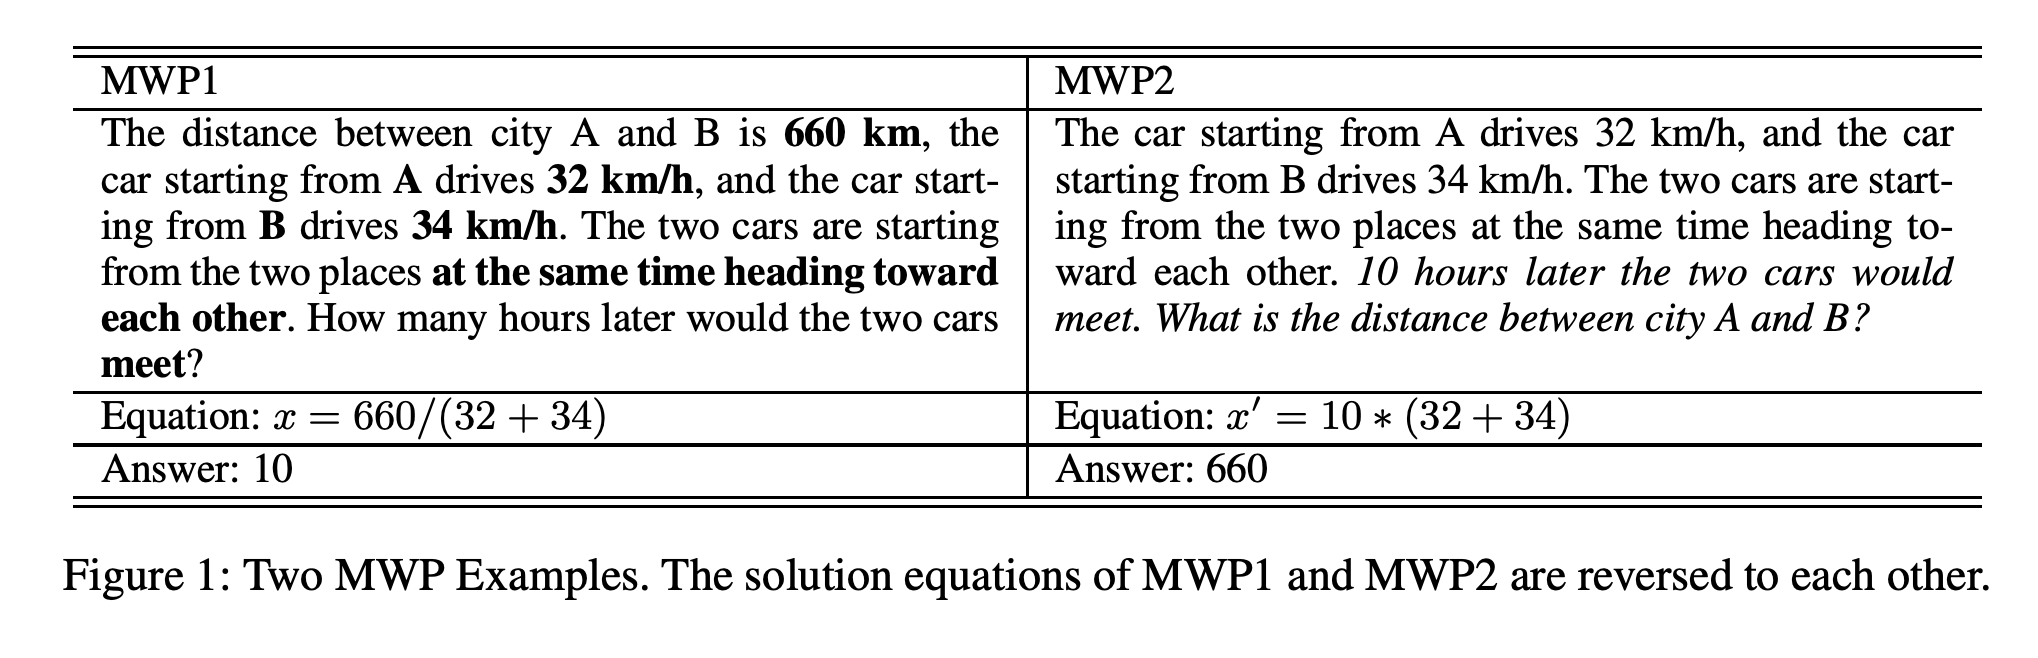 MWP1
The distance between city A and B is 660 km, the
car starting from A drives 32 km/h, and the car start-
ing from B drives 34 km/h. The two cars are starting
from the two places at the same time heading toward
each other. How many hours later would the two cars
meet?
Equation: x = 660/(32 + 34)
Answer: 10
MWP2
The car starting from A drives 32 km/h, and the car
starting from B drives 34 km/h. The two cars are start-
ing from the two places at the same time heading to-
ward each other. 10 hours later the two cars would
meet. What is the distance between city A and B?
Equation: x′ = 10 ∗ (32 + 34)
Answer: 660
Figure 1: Two MWP Examples. The solution equations of MWP1 and MWP2 are reversed to each other.